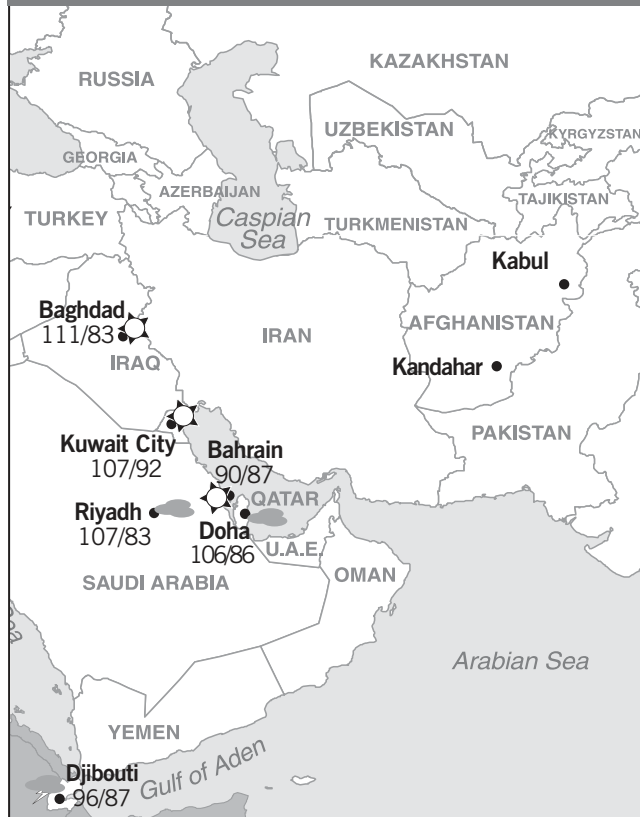 RUSSIA
KAZAKHSTAN
UZBEKISTAN
KYRGYZSTAN
GEORGIA
AZERBAIJAN
TAJIKISTAN
TURKEY
Caspian
Sea
TURKMENISTAN
Kabul
Baghdad
111/83
IRAQ
IRAN
AFGHANISTAN
Kandahar
PAKISTAN
Kuwait City
107/92
Bahrain
90/87
QATAR
Riyadh
107/83
Doha
106/86
U.A.E.
SAUDI ARABIA
OMAN
Arabian Sea
YEMEN
Gulf of Aden
Djibouti
96/87